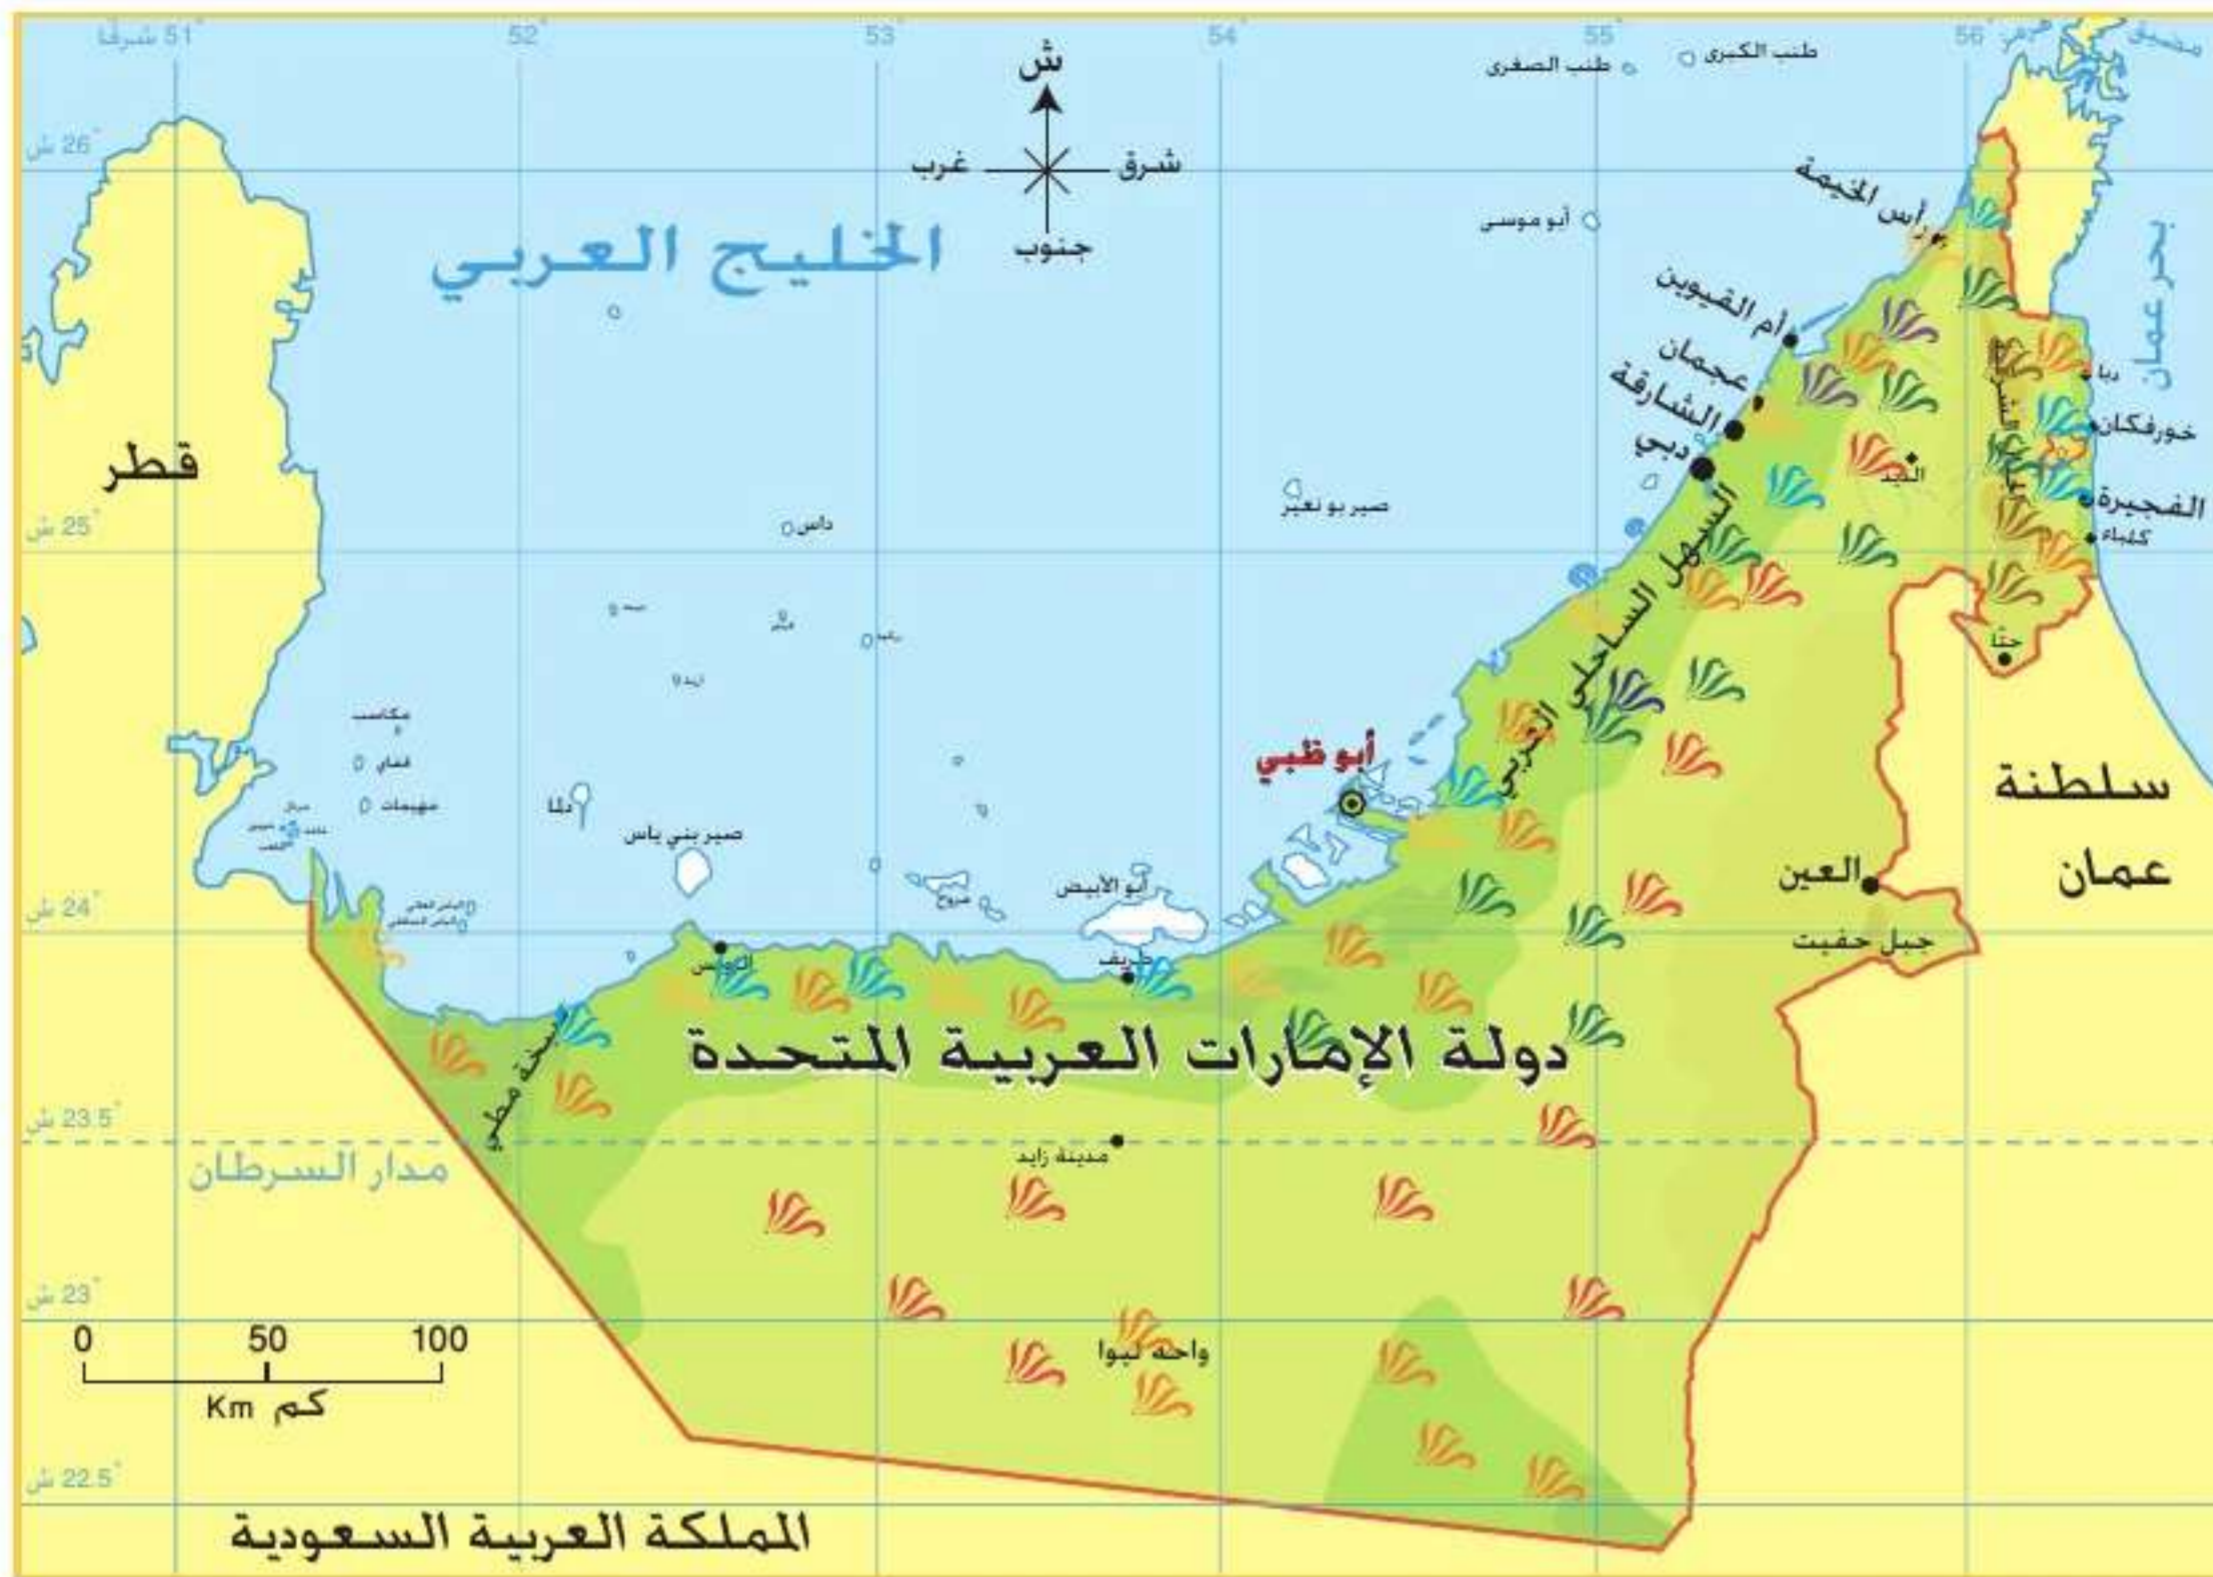 51 شرقا
52°
53°
54°
55°
56°
مضيق هرمز
ش
طنب الكبرى
طنب الصغرى
26° ش
غرب
شرق
جنوب
رأس الخيمة
أبو موسى
الخليج العربي
بحر عمان
أم القيوين
عجمان
الشارقة
دبي
دبا
خورفكان
قطر
الذيد
الفجيرة
كلباء
صير بو نعير
داس
25° ش
السهل الساحلي الغربي
حتا
مكاسب
أبو ظبي
سلطنة
عمان
دلما
صير بني ياس
العين
أبو الأبيض
24° ش
جبل حفيت
الرويس
طريف
دولة الإمارات العربية المتحدة
سبخة مطي
23.5° ش
مدار السرطان
مدينة زايد
23° ش
0 50 100
Km كم
واحة ليوا
22.5° ش
المملكة العربية السعودية